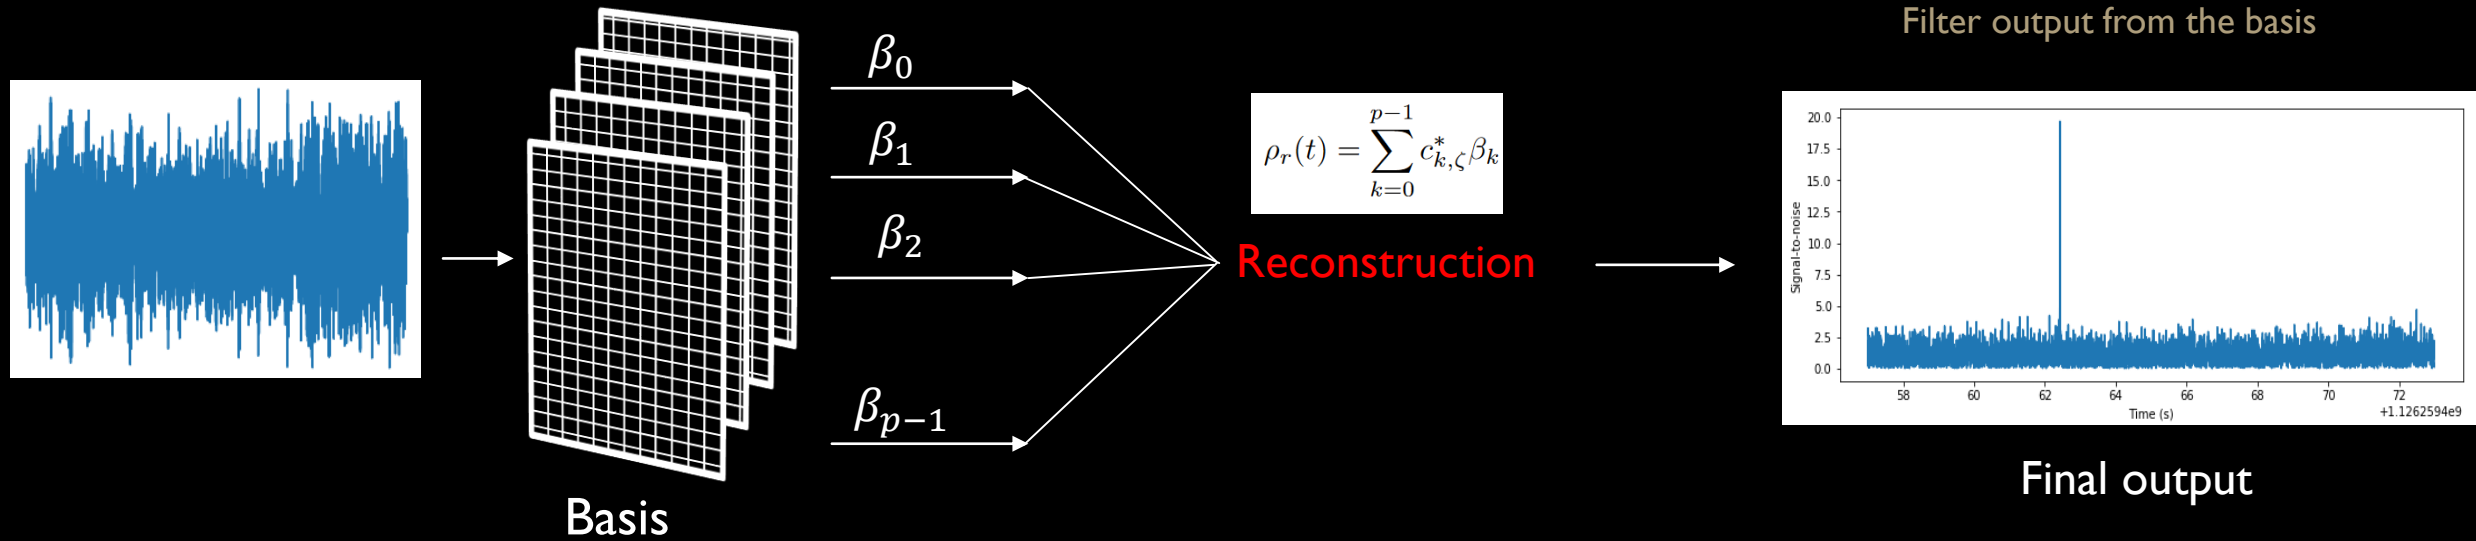 Filter output from the basis
β₀
β₁
β₂
βₚ₋₁
Basis
p−1
ρᵣ(t) = ∑ c*ₖ,ζ βₖ
k=0
Reconstruction
20.0
17.5
15.0
12.5
10.0
7.5
5.0
2.5
0.0
Signal-to-noise
58 60 62 64 66 68 70 72
Time (s)
+1.1262594e9
Final output